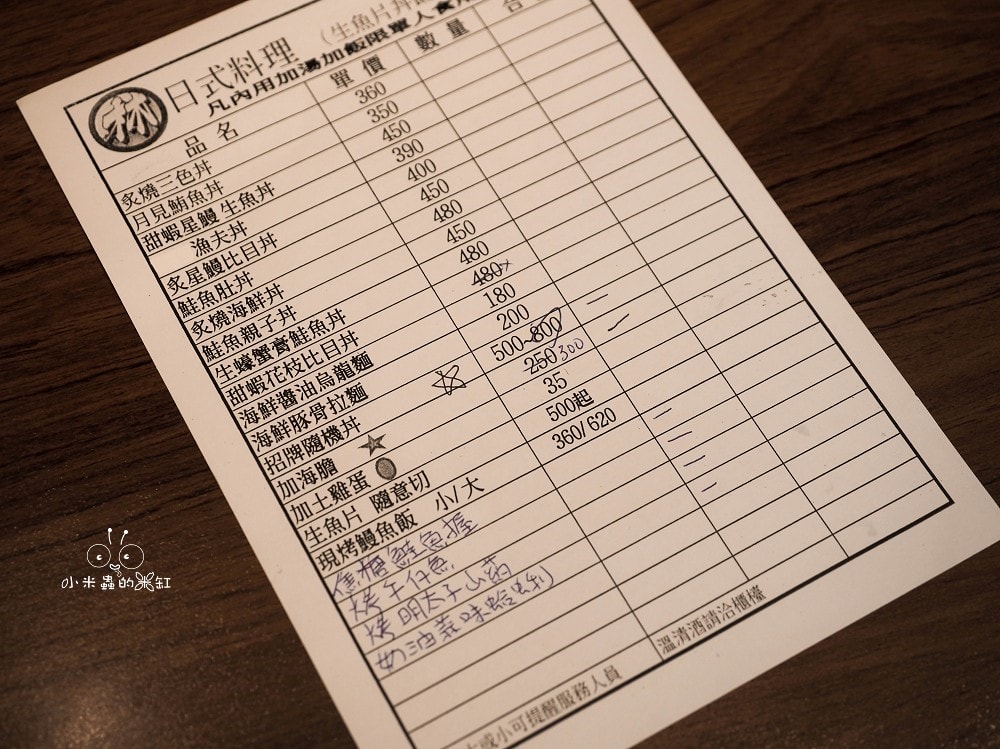 日式料理 (生魚片丼
凡內用加湯加飯限單人食用
品名 單價 數量
炙燒三色丼 360
月見鮪魚丼 350
甜蝦星鰻 生魚丼 450
漁夫丼 390
炙星鰻比目丼 400
鮭魚肚丼 450
炙燒海鮮丼 480
鮭魚親子丼 450
生蠔蟹膏鮭魚丼 480
甜蝦花枝比目丼 480
海鮮醬油烏龍麵 180
海鮮豚骨拉麵 200
招牌隨機丼 500~800
加海膽 250 300
加土雞蛋 35
生魚片 隨意切 500起
現烤鰻魚飯 小/大 360/620
焦糖鮭魚握
烤午仔魚
烤明太子山葯
奶油蒜味蛤蜊
溫清酒請洽櫃檯
大或小可提醒服務人員
小米蟲的彩虹